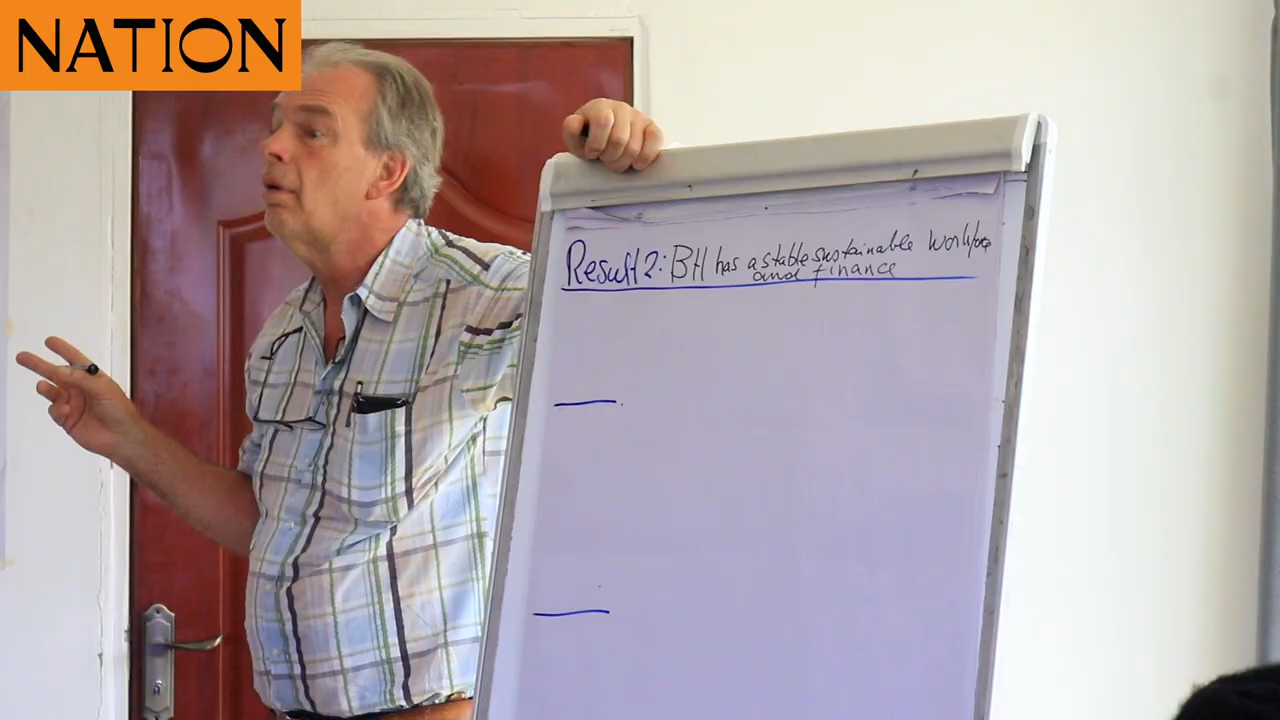 NATION
Result 2: BH has a stable sustainable workforce
and finance